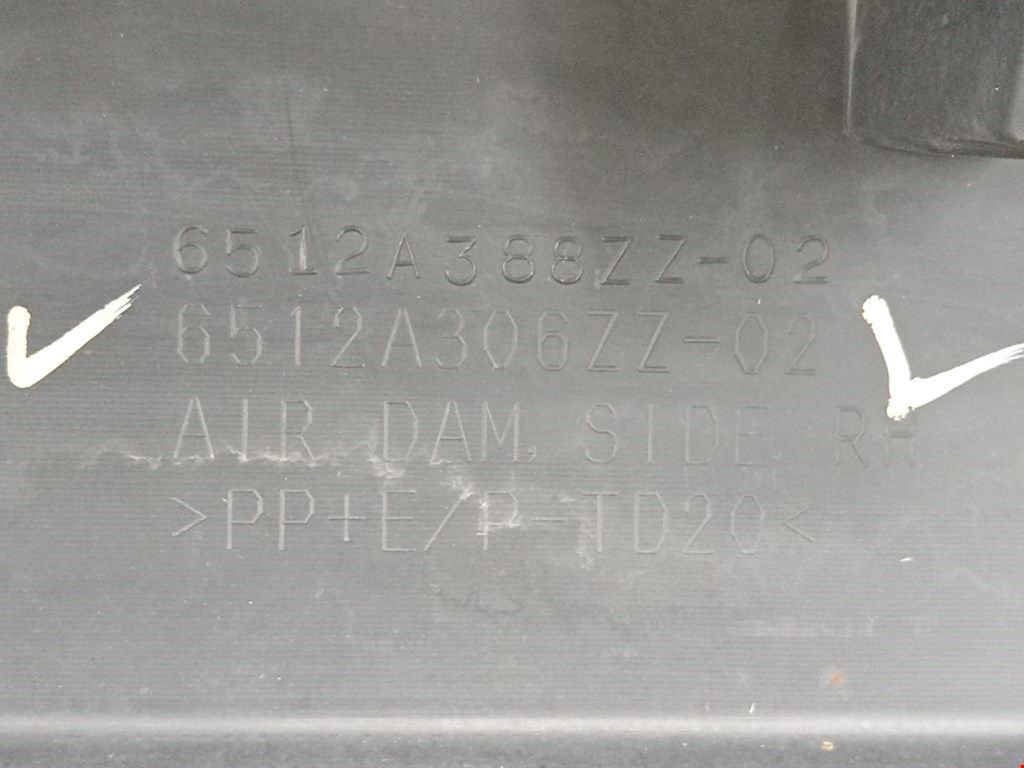 6512A388ZZ-02
6512A306ZZ-02
AIR DAM, SIDE RH
>PP+E/P-TD20<